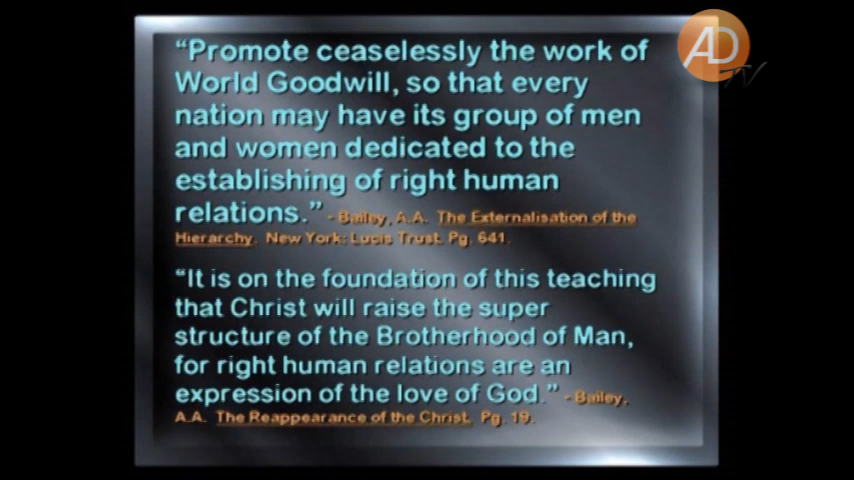 “Promote ceaselessly the work of
World Goodwill, so that every
nation may have its group of men
and women dedicated to the
establishing of right human
relations.” - Bailey, A.A. The Externalisation of the
Hierarchy. New York: Lucis Trust. Pg. 641.
“It is on the foundation of this teaching
that Christ will raise the super
structure of the Brotherhood of Man,
for right human relations are an
expression of the love of God.” - Bailey,
A.A. The Reappearance of the Christ. Pg. 19.
AD
TV